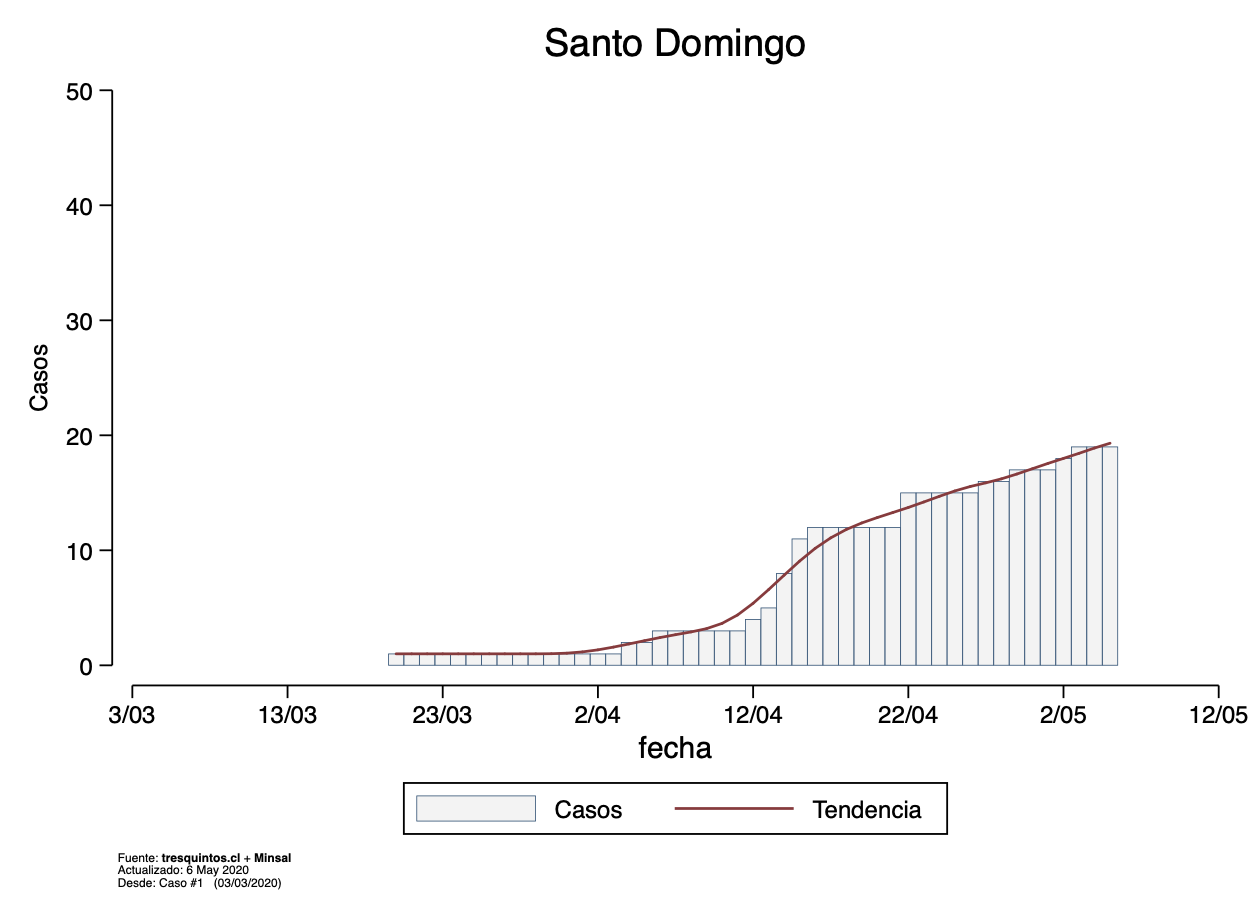 Santo Domingo
50
40
30
20
10
0
Casos
3/03 13/03 23/03 2/04 12/04 22/04 2/05 12/05
fecha
Casos Tendencia
Fuente: tresquintos.cl + Minsal
Actualizado: 6 May 2020
Desde: Caso #1 (03/03/2020)